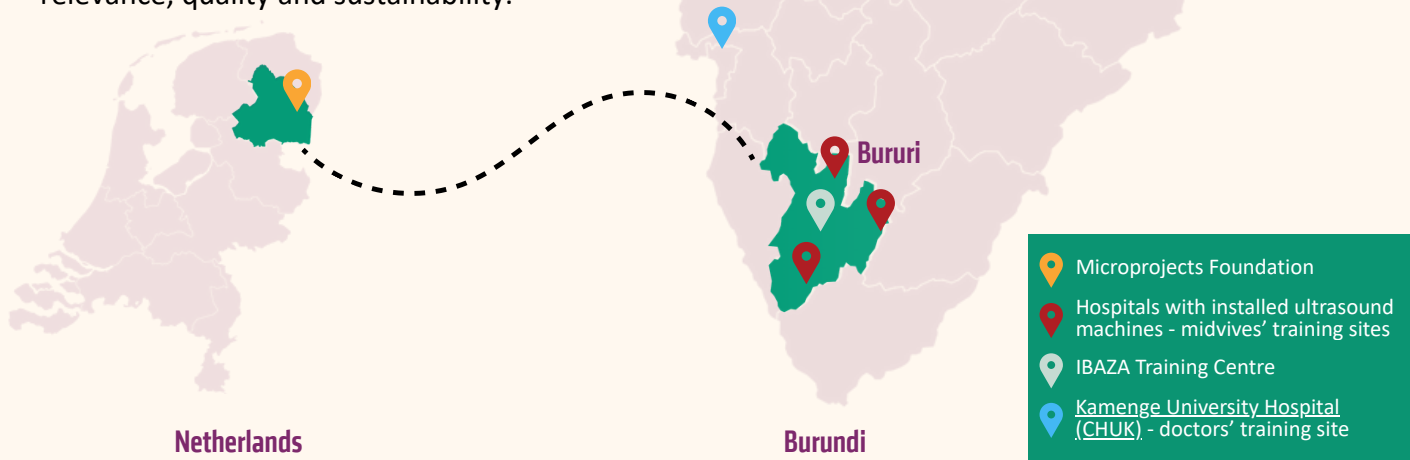 relevance, quality and sustainability.
Bururi
Microprojects Foundation
Hospitals with installed ultrasound
machines - midvives’ training sites
IBAZA Training Centre
Kamenge University Hospital
(CHUK) - doctors’ training site
Netherlands
Burundi